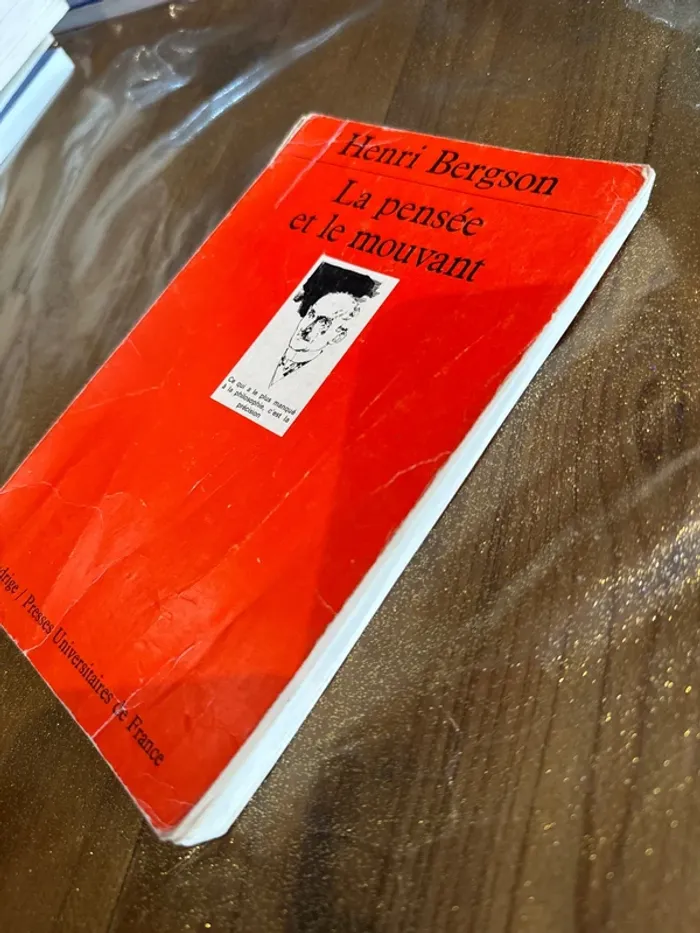 Henri Bergson
La pensée
et le mouvant
Ce qui a le plus manqué
à la philosophie, c'est la
précision
drige / Presses Universitaires de France